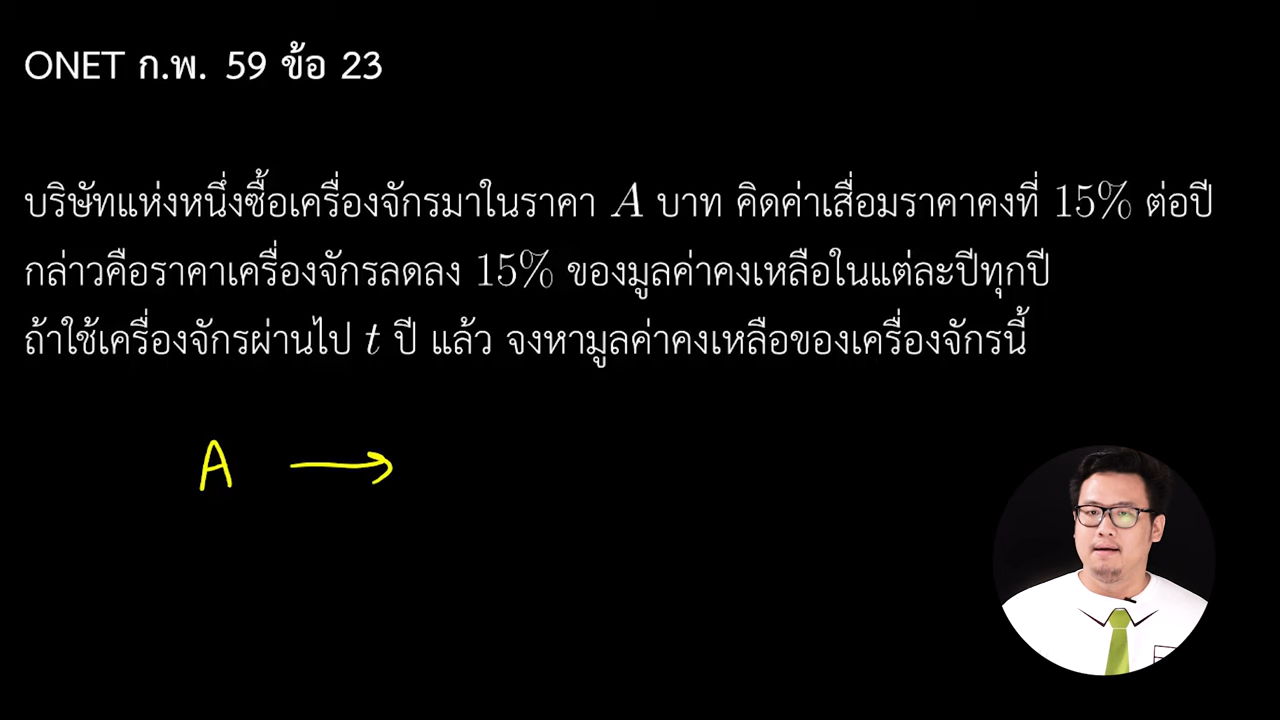 ONET ก.พ. 59 ข้อ 23
บริษัทแห่งหนึ่งซื้อเครื่องจักรมาในราคา A บาท คิดค่าเสื่อมราคาคงที่ 15% ต่อปี
กล่าวคือราคาเครื่องจักรลดลง 15% ของมูลค่าคงเหลือในแต่ละปีทุกปี
ถ้าใช้เครื่องจักรผ่านไป t ปี แล้ว จงหามูลค่าคงเหลือของเครื่องจักรนี้
A →